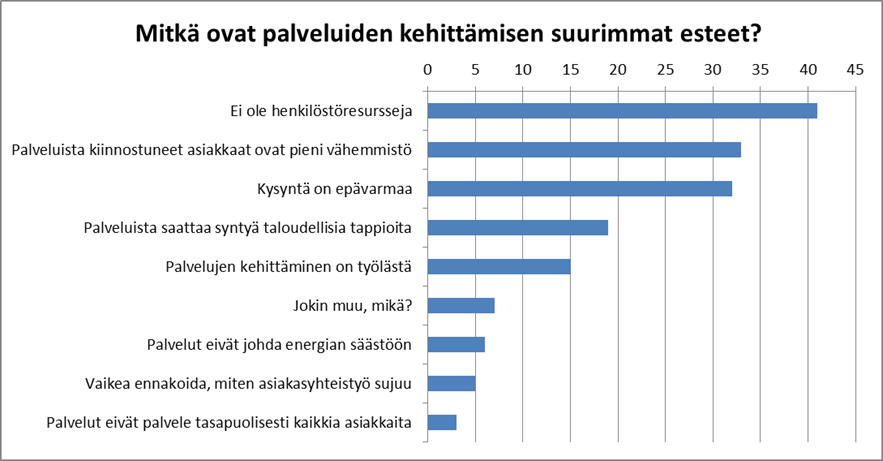 Mitkä ovat palveluiden kehittämisen suurimmat esteet?
0 5 10 15 20 25 30 35 40 45
Ei ole henkilöstöresursseja
Palveluista kiinnostuneet asiakkaat ovat pieni vähemmistö
Kysyntä on epävarmaa
Palveluista saattaa syntyä taloudellisia tappioita
Palvelujen kehittäminen on työlästä
Jokin muu, mikä?
Palvelut eivät johda energian säästöön
Vaikea ennakoida, miten asiakasyhteistyö sujuu
Palvelut eivät palvele tasapuolisesti kaikkia asiakkaita